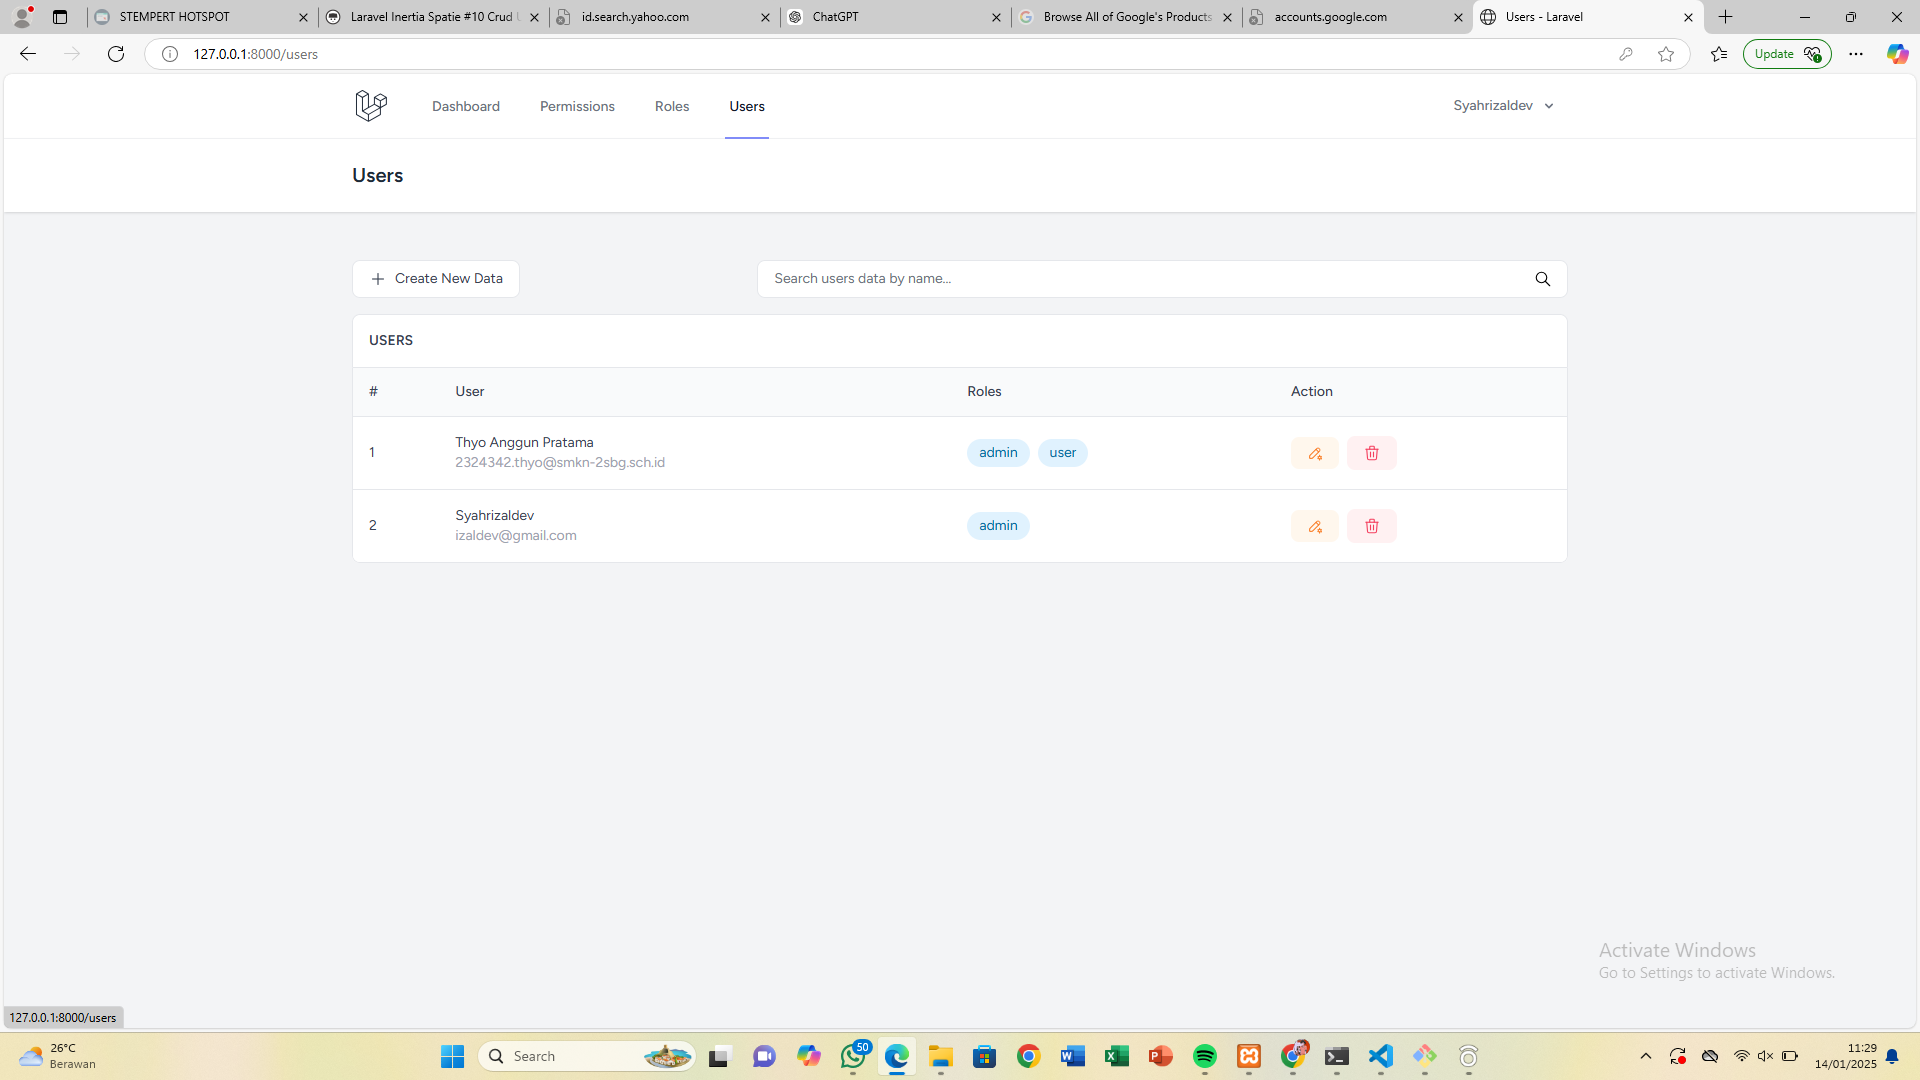 STEMPERT HOTSPOT
Laravel Inertia Spatie #10 Crud
id.search.yahoo.com
ChatGPT
Browse All of Google's Products
accounts.google.com
Users - Laravel
127.0.0.1:8000/users
Update
Dashboard
Permissions
Roles
Users
Syahrizaldev
Users
Create New Data
Search users data by name...
USERS
# User Roles Action
1
Thyo Anggun Pratama
2324342.thyo@smkn-2sbg.sch.id
admin user
2
Syahrizaldev
izaldev@gmail.com
admin
Activate Windows
Go to Settings to activate Windows.
127.0.0.1:8000/users
26°C
Berawan
Search
50
11:29
14/01/2025